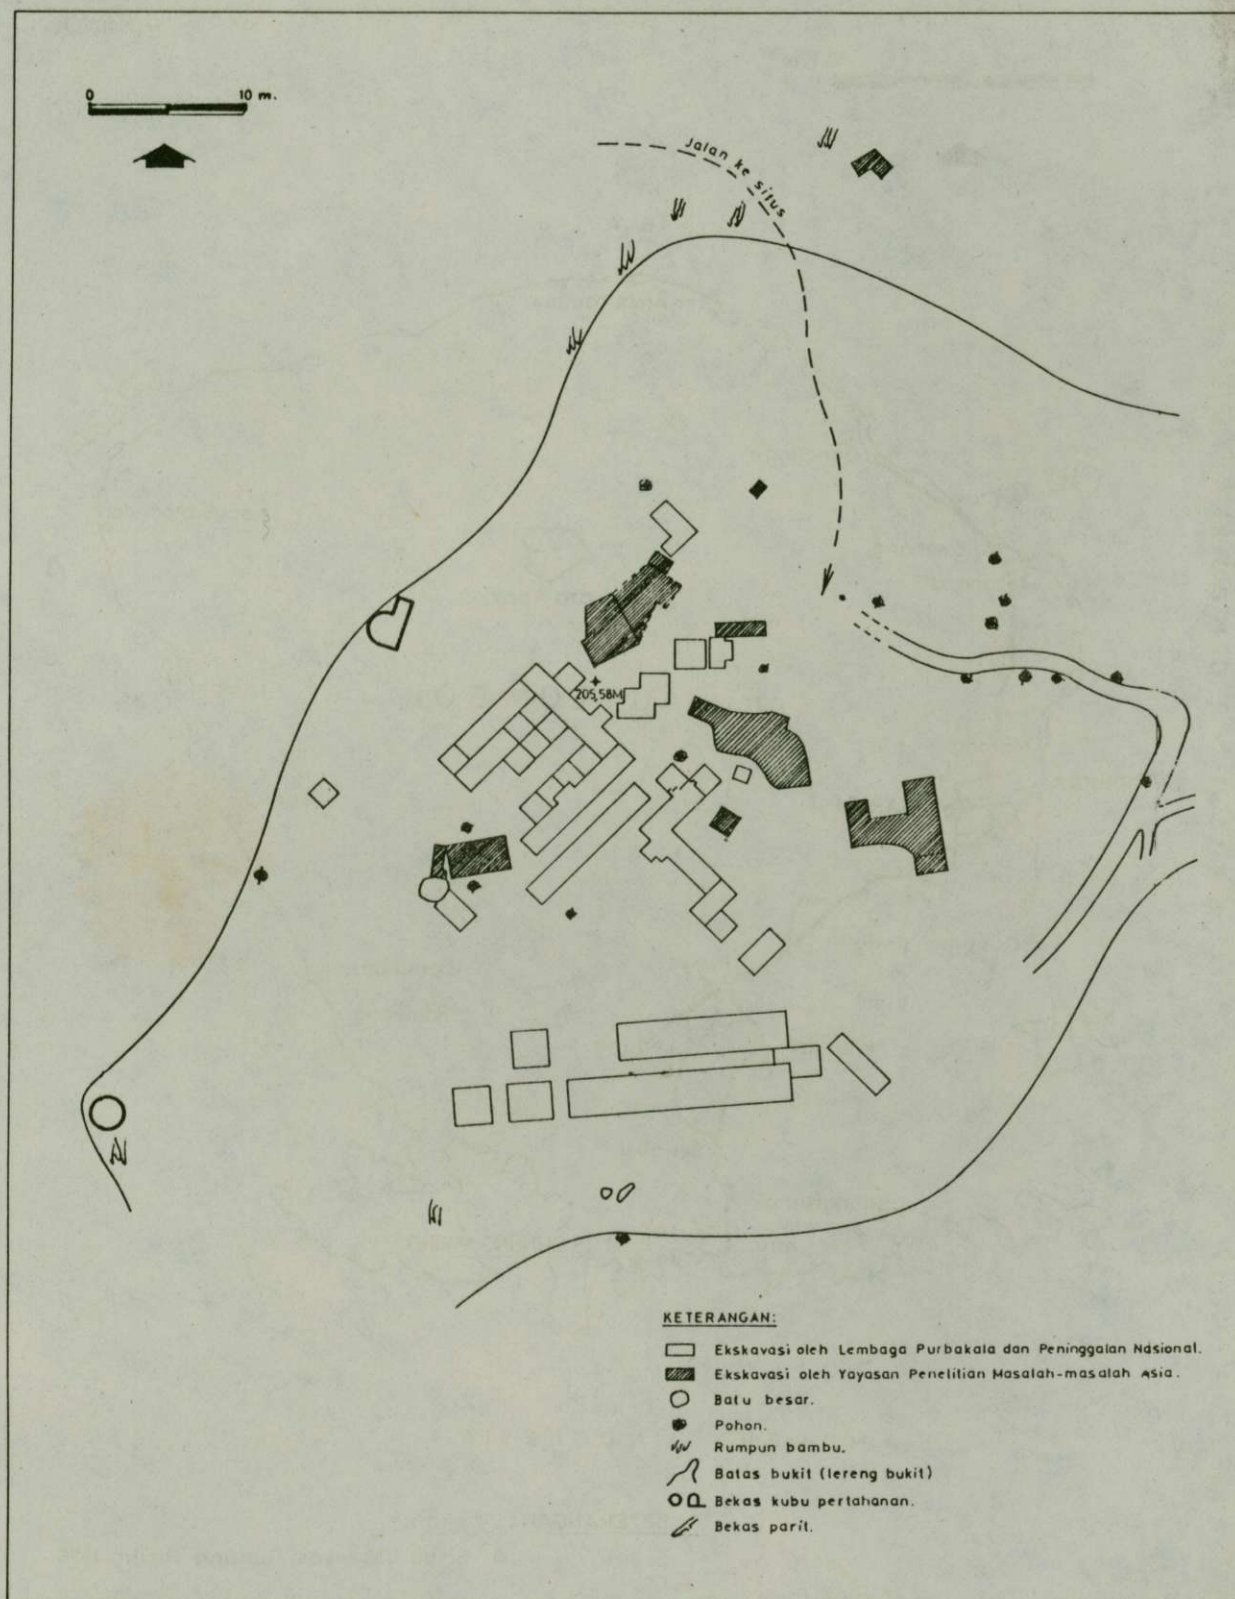 0 10 m.
Jalan ke situs
205,58M
KETERANGAN:
Ekskavasi oleh Lembaga Purbakala dan Peninggalan Nasional.
Ekskavasi oleh Yayasan Penelitian Masalah-masalah Asia.
Batu besar.
Pohon.
Rumpun bambu.
Batas bukit (lereng bukit)
Bekas kubu pertahanan.
Bekas parit.